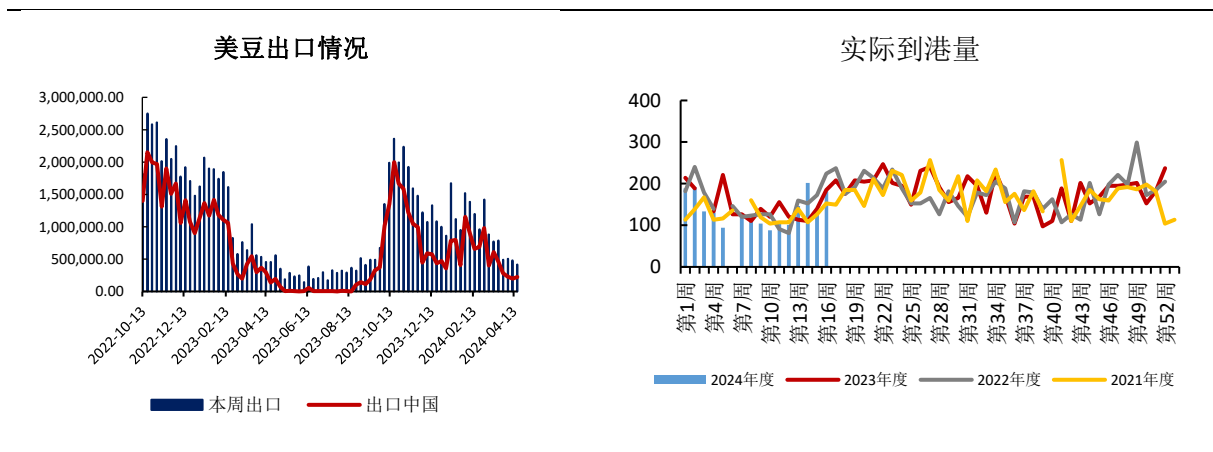 美豆出口情况
3,000,000.00
2,500,000.00
2,000,000.00
1,500,000.00
1,000,000.00
500,000.00
0.00
2022-10-13
2022-12-13
2023-02-13
2023-04-13
2023-06-13
2023-08-13
2023-10-13
2023-12-13
2024-02-13
2024-04-13
本周出口
出口中国
实际到港量
400
300
200
100
0
第1周
第4周
第7周
第10周
第13周
第16周
第19周
第22周
第25周
第28周
第31周
第34周
第37周
第40周
第43周
第46周
第49周
第52周
2024年度
2023年度
2022年度
2021年度